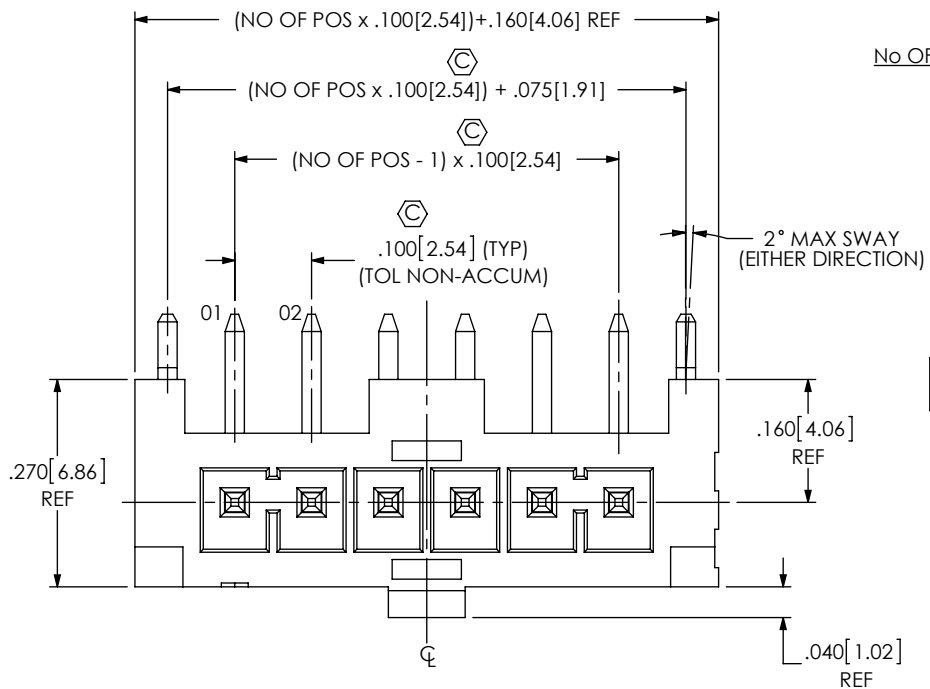 (NO OF POS x .100[2.54])+.160[4.06] REF
No OF
C
(NO OF POS x .100[2.54]) + .075[1.91]
C
(NO OF POS - 1) x .100[2.54]
C
.100[2.54] (TYP)
(TOL NON-ACCUM)
2° MAX SWAY
(EITHER DIRECTION)
01
02
.270[6.86]
REF
.160[4.06]
REF
℄
.040[1.02]
REF